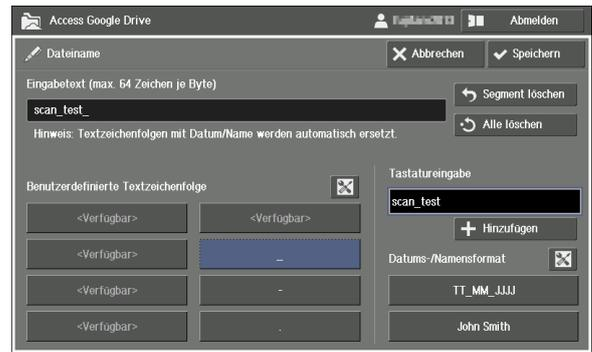 Access Google Drive
Abmelden
Dateiname
Abbrechen
Speichern
Eingabetext (max. 64 Zeichen je Byte)
scan_test_
Segment löschen
Hinweis: Textzeichenfolgen mit Datum/Name werden automatisch ersetzt.
Alle löschen
Benutzerdefinierte Textzeichenfolge
<Verfügbar>
<Verfügbar>
<Verfügbar>
_
<Verfügbar>
-
<Verfügbar>
.
Tastatureingabe
scan_test
Hinzufügen
Datums-/Namensformat
TT_MM_JJJJ
John Smith